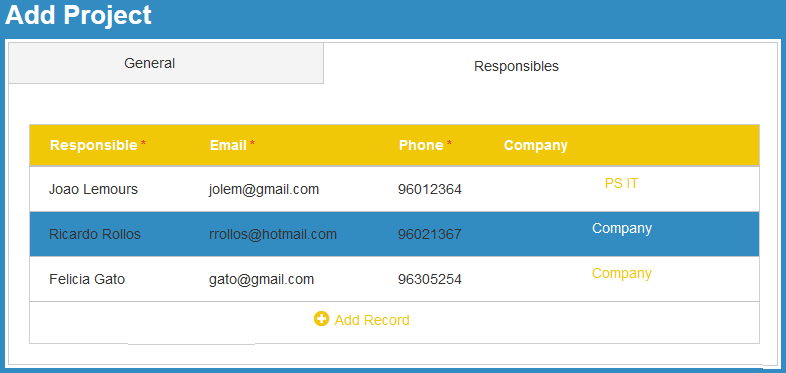 Add Project
General Responsibles
Responsible * Email * Phone * Company
Joao Lemours jolem@gmail.com 96012364 PS IT
Ricardo Rollos rrollos@hotmail.com 96021367 Company
Felicia Gato gato@gmail.com 96305254 Company
Add Record